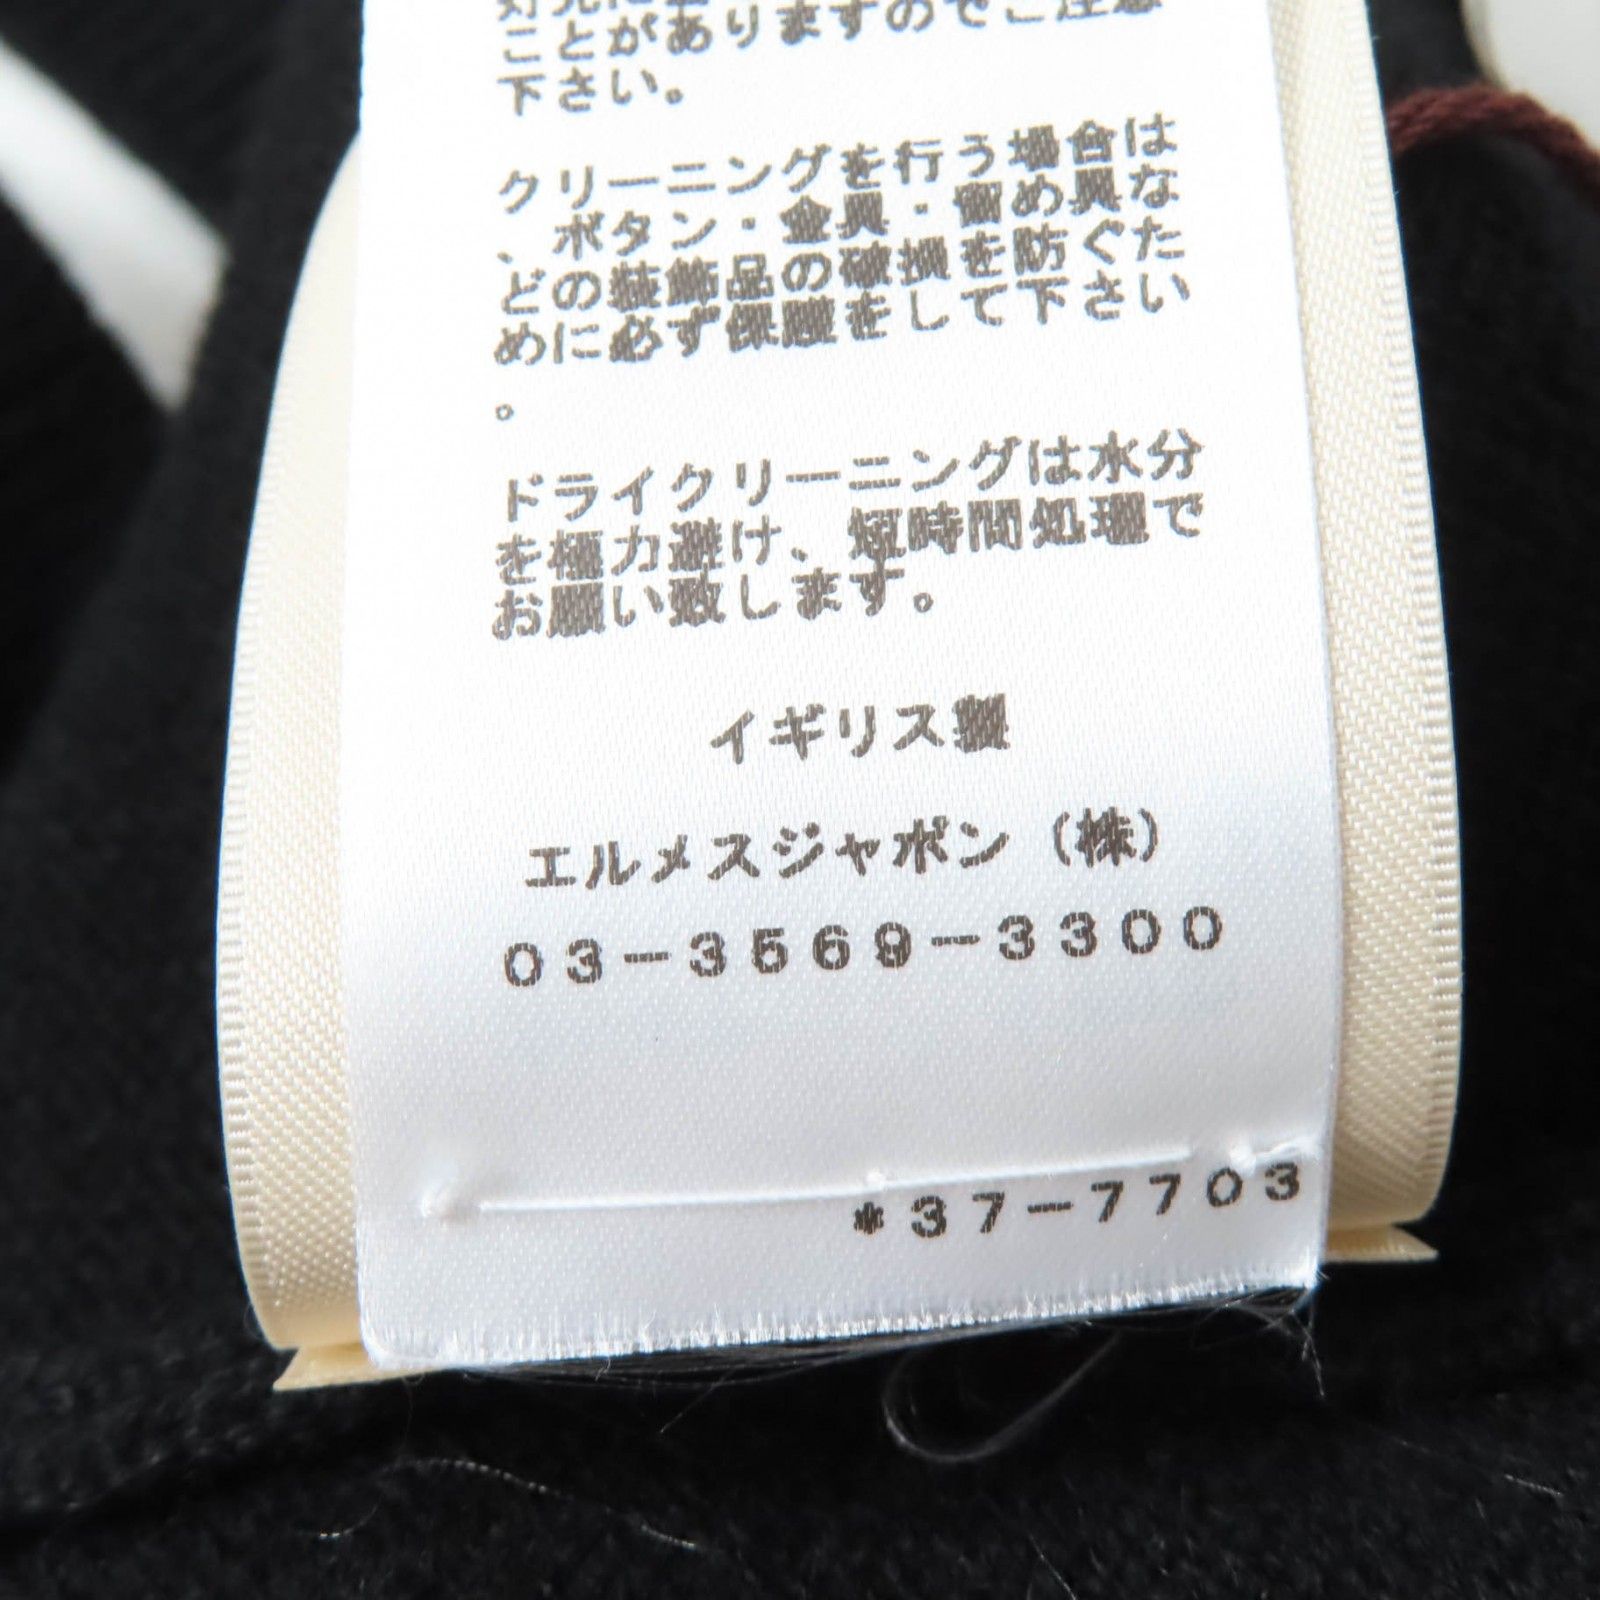 ことがありますのでご注意
下さい。
クリーニングを行う場合は
、ボタン・金具・留め具な
どの装飾品の破損を防ぐた
めに必ず保護をして下さい
。
ドライクリーニングは水分
を極力避け、短時間処理で
お願い致します。
イギリス製
エルメスジャポン（株）
03-3569-3300
*37-7703